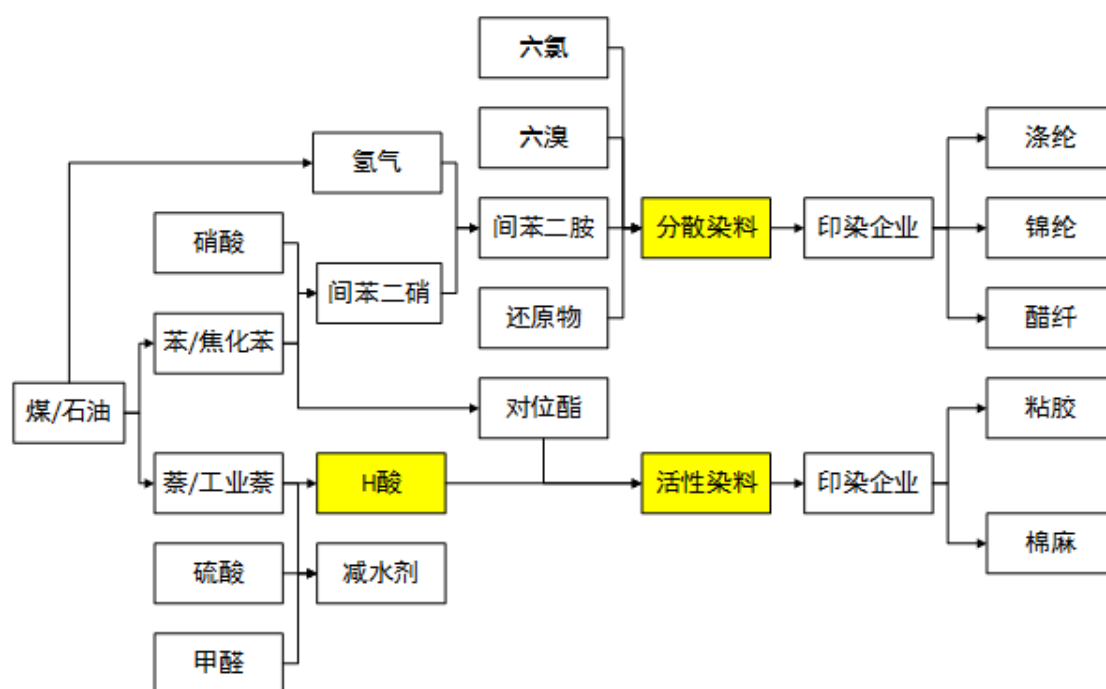 六氯
六溴
涤纶
氢气
硝酸
间苯二胺
分散染料
印染企业
锦纶
间苯二硝
还原物
醋纤
苯/焦化苯
煤/石油
对位酯
粘胶
萘/工业萘
H酸
活性染料
印染企业
棉麻
硫酸
减水剂
甲醛